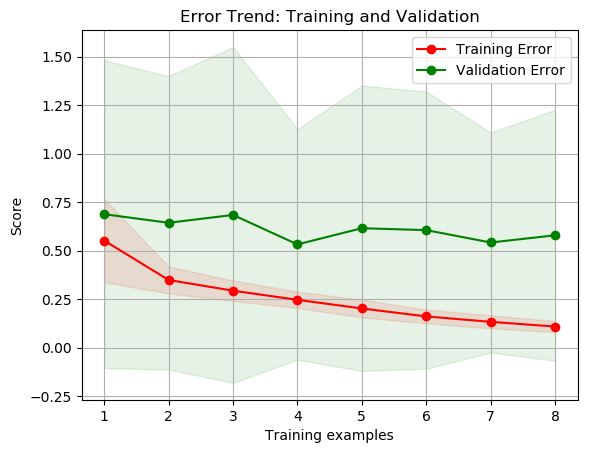 Error Trend: Training and Validation
Training Error
Validation Error
1.50
1.25
1.00
0.75
0.50
0.25
0.00
−0.25
Score
1 2 3 4 5 6 7 8
Training examples